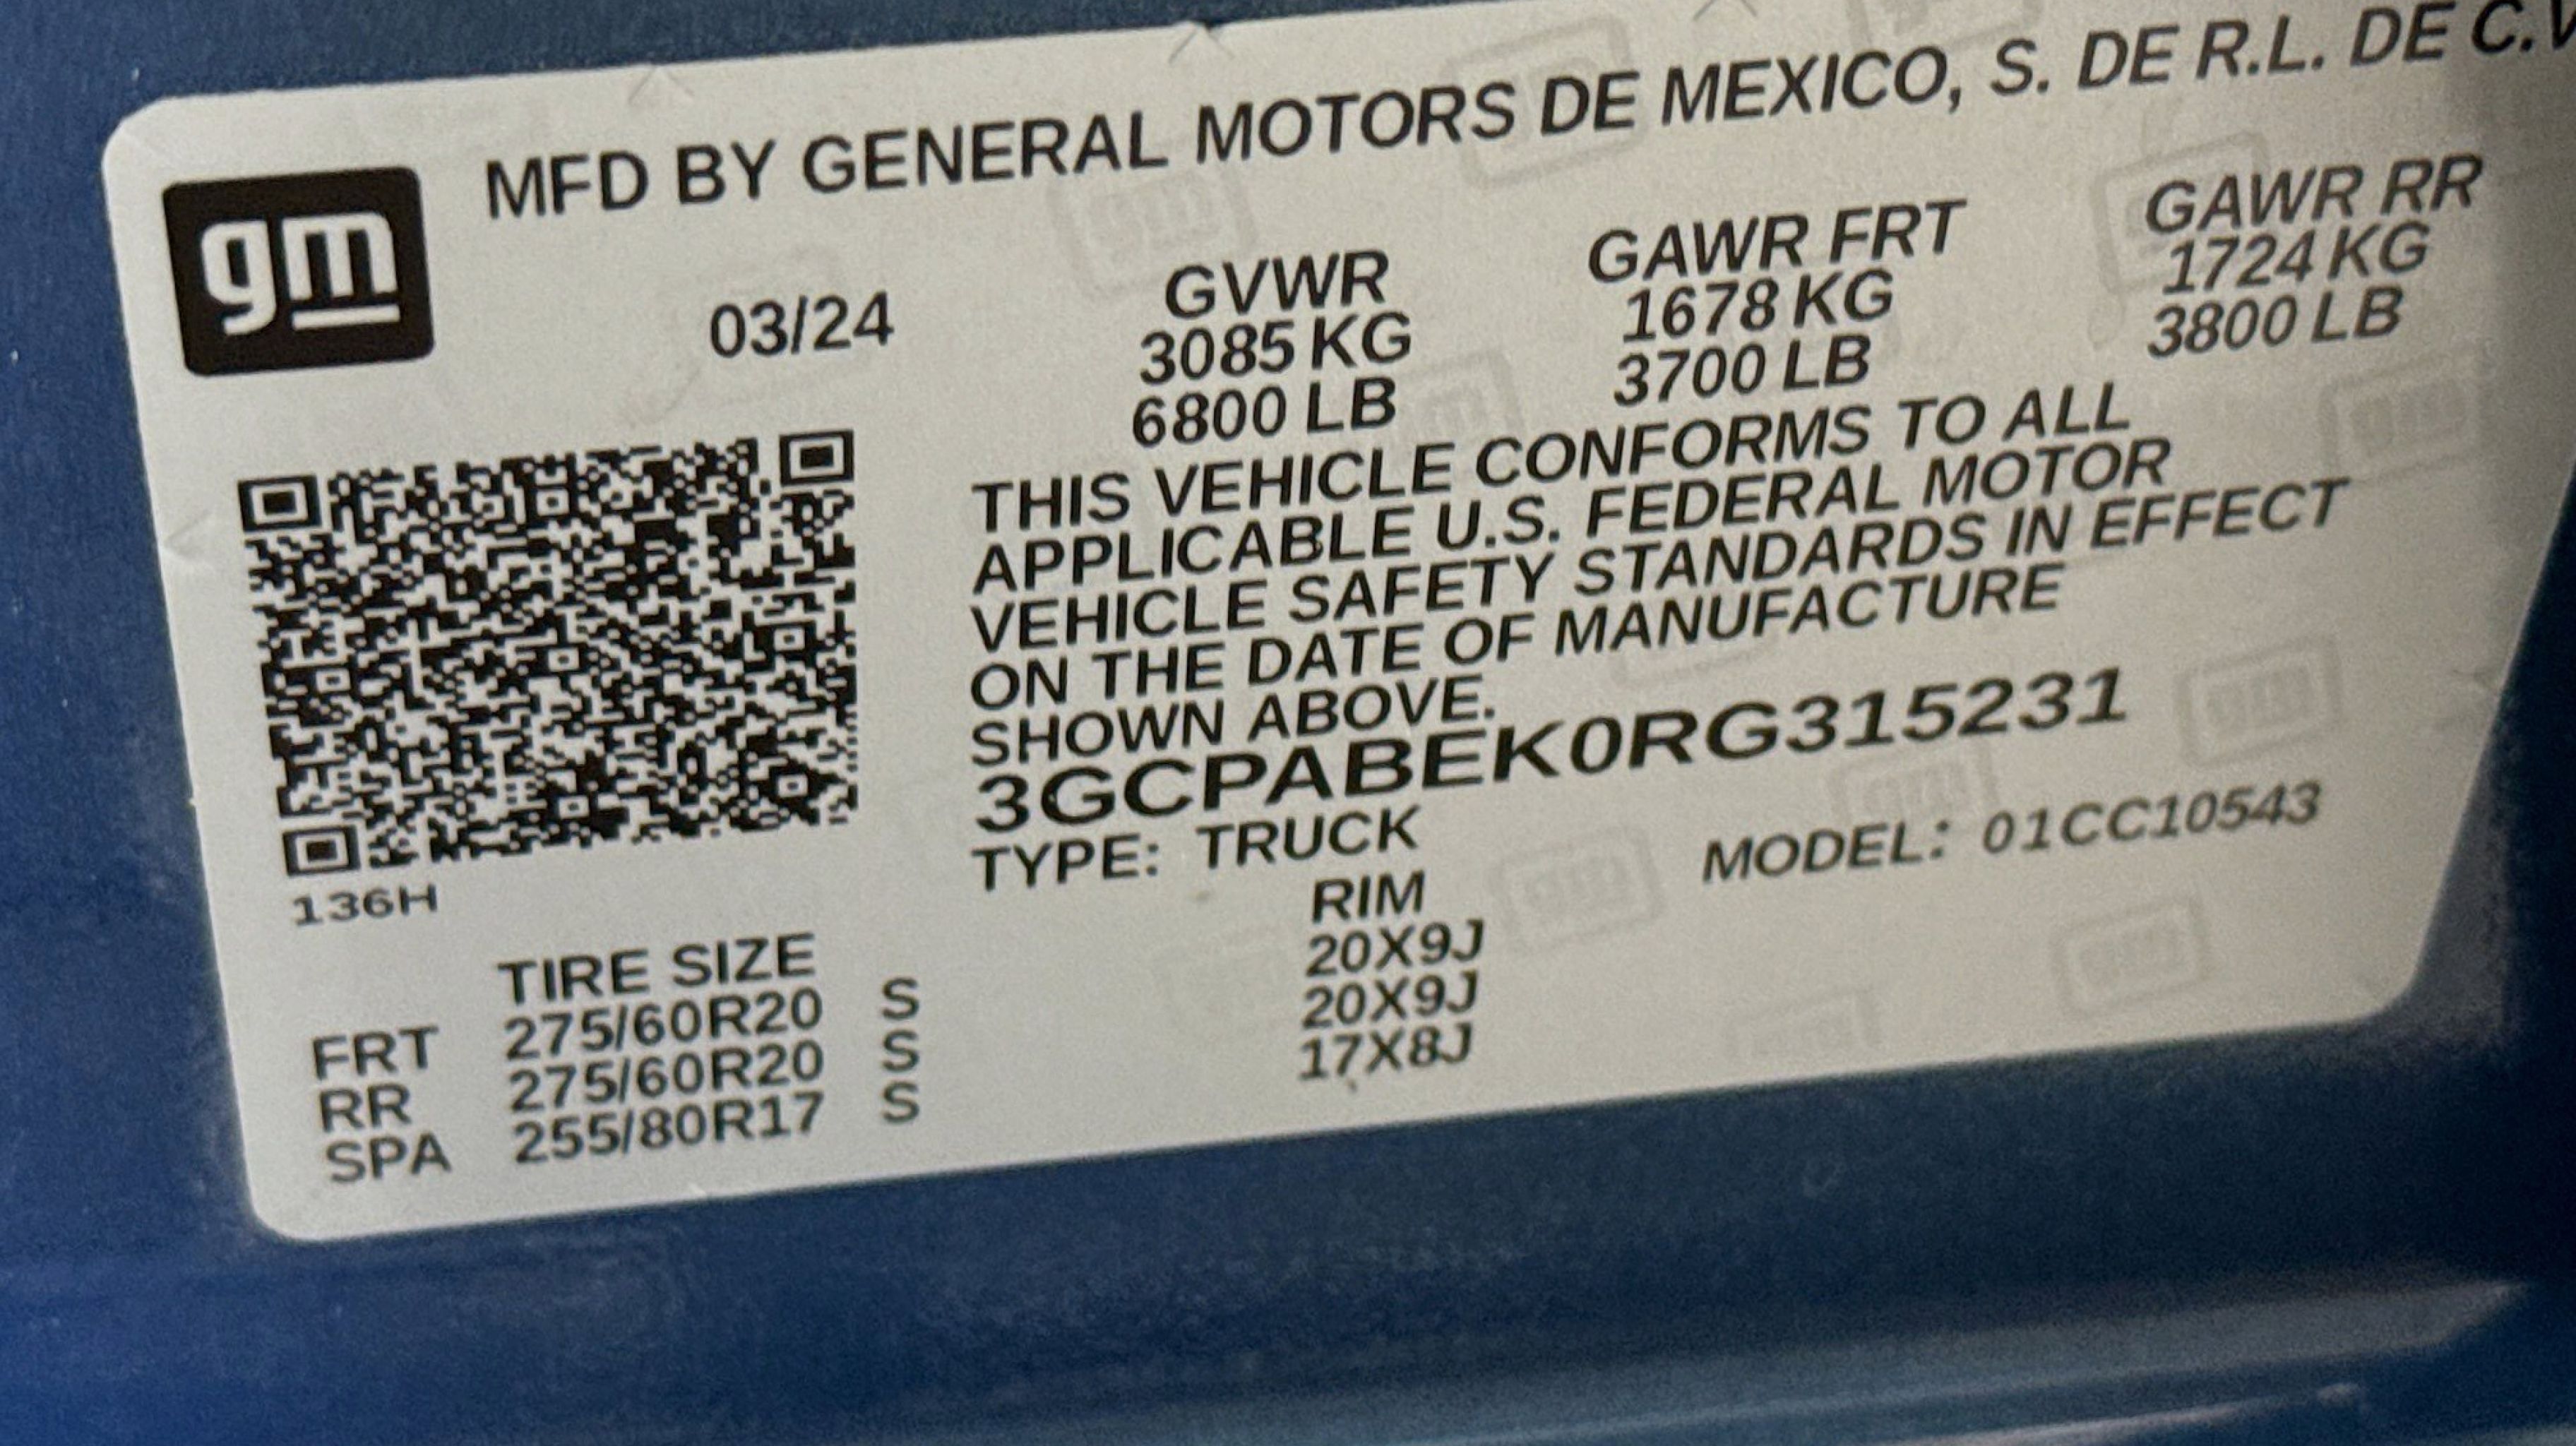 MFD BY GENERAL MOTORS DE MEXICO, S. DE R.L. DE C.V
gm
03/24
GVWR GAWR FRT GAWR RR
3085 KG 1678 KG 1724 KG
6800 LB 3700 LB 3800 LB
THIS VEHICLE CONFORMS TO ALL
APPLICABLE U.S. FEDERAL MOTOR
VEHICLE SAFETY STANDARDS IN EFFECT
ON THE DATE OF MANUFACTURE
SHOWN ABOVE.
3GCPABEK0RG315231
TYPE: TRUCK MODEL: 01CC10543
136H
TIRE SIZE RIM
FRT 275/60R20 S 20X9J
RR 275/60R20 S 20X9J
SPA 255/80R17 S 17X8J